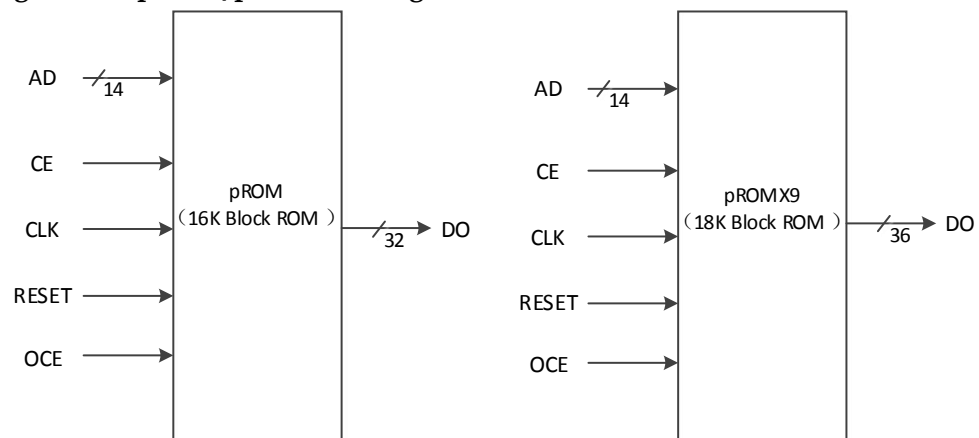 AD
14
CE
CLK
RESET
OCE
pROM
（16K Block ROM ）
32
DO
AD
14
CE
CLK
RESET
OCE
pROMX9
（18K Block ROM ）
36
DO